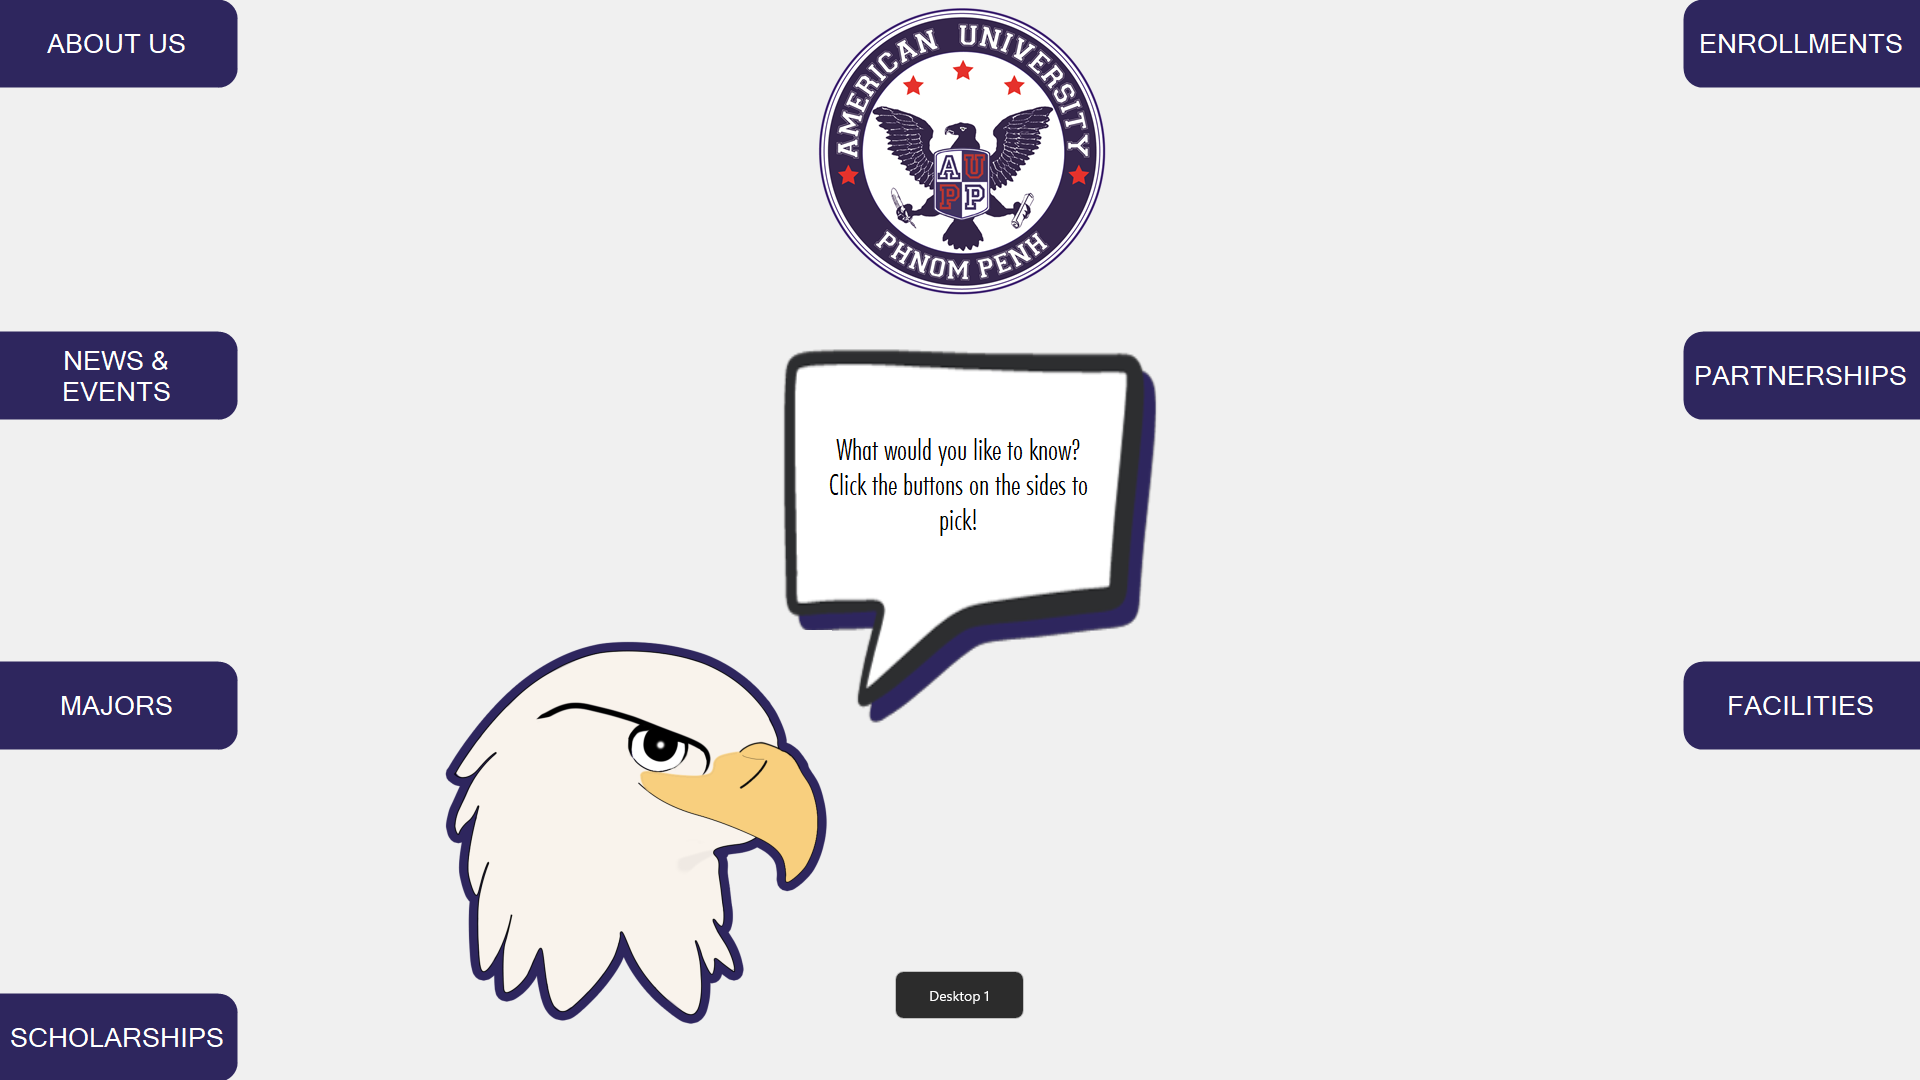 ABOUT US
AMERICAN UNIVERSITY
A U
P P
PHNOM PENH
ENROLLMENTS
NEWS &
EVENTS
What would you like to know?
Click the buttons on the sides to
pick!
PARTNERSHIPS
MAJORS
FACILITIES
SCHOLARSHIPS
Desktop 1